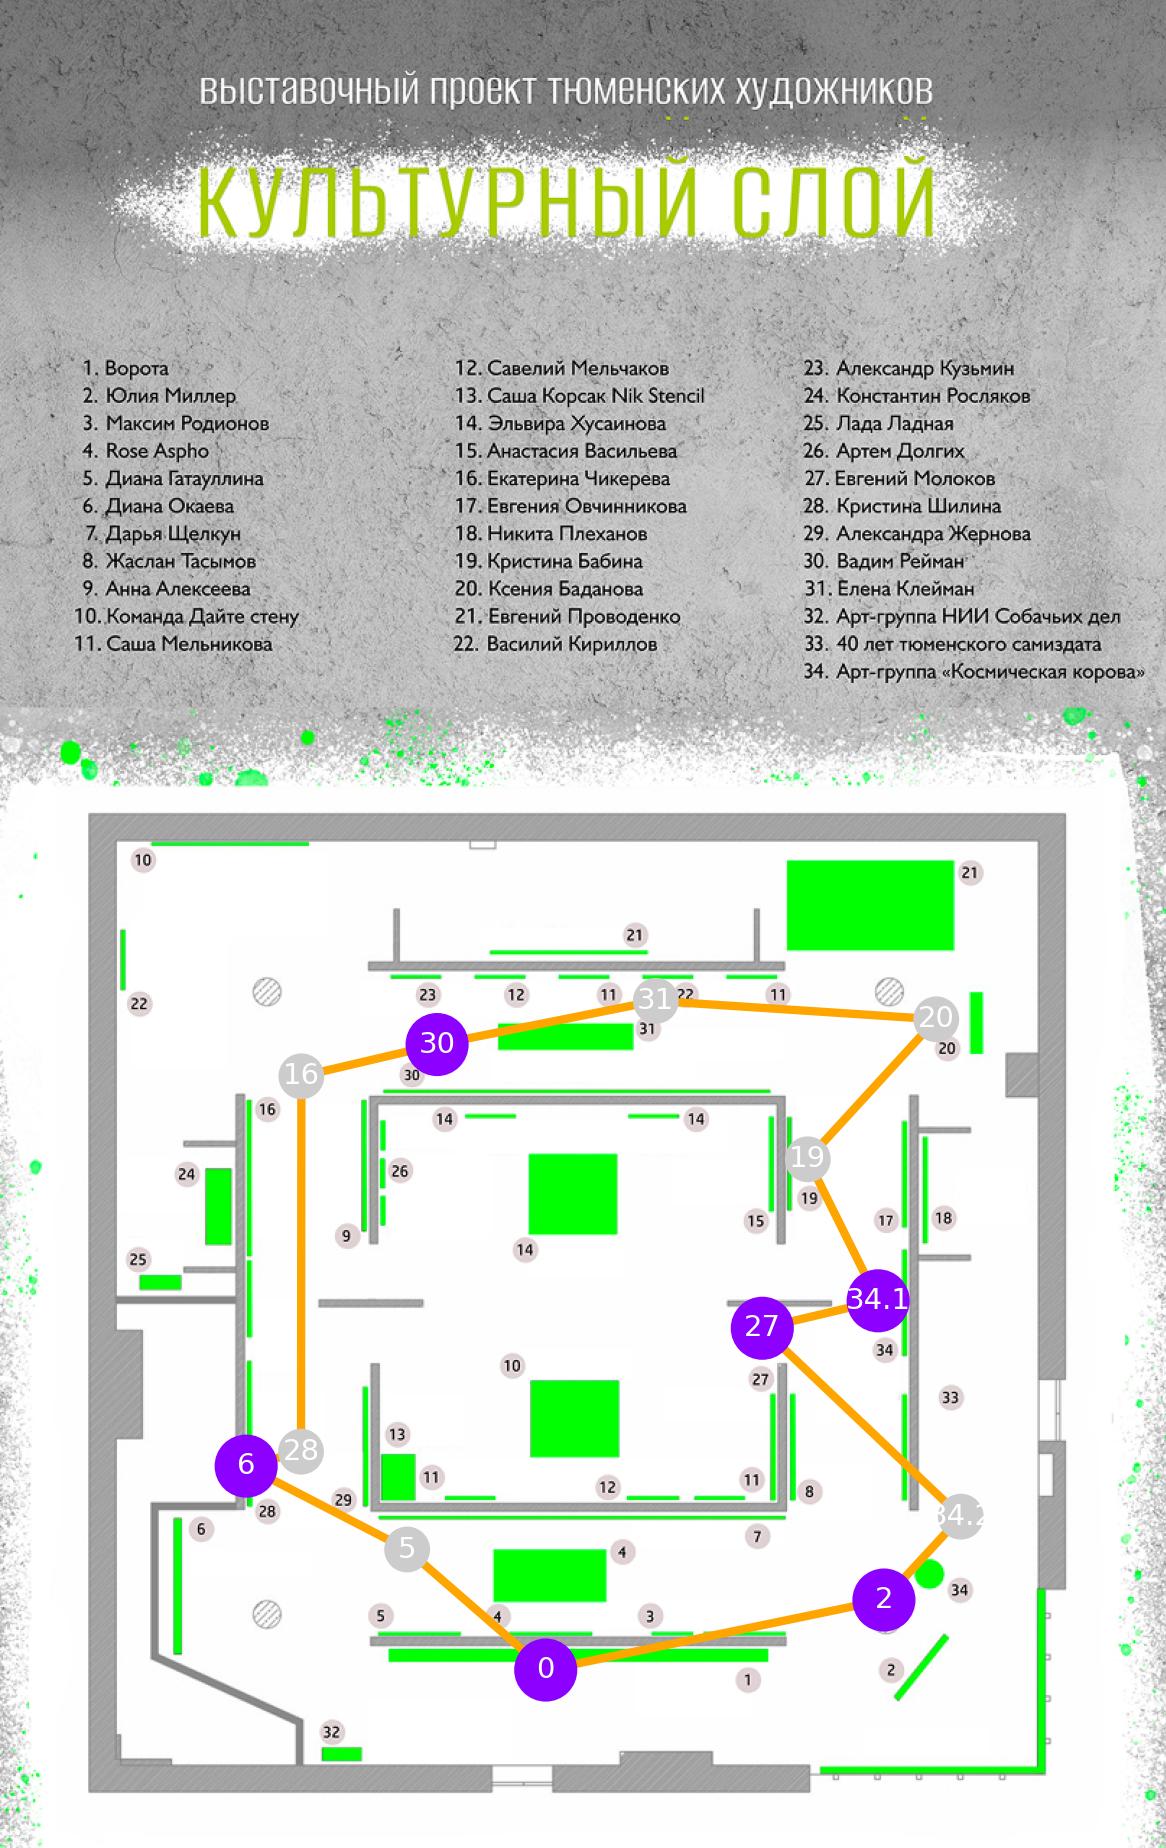 выставочный проект тюменских художников
КУЛЬТУРНЫЙ СЛОЙ
1. Ворота
2. Юлия Миллер
3. Максим Родионов
4. Rose Aspho
5. Диана Гатауллина
6. Диана Окаева
7. Дарья Щелкун
8. Жаслан Тасымов
9. Анна Алексеева
10. Команда Дайте стену
11. Саша Мельникова
12. Савелий Мельчаков
13. Саша Корсак Nik Stencil
14. Эльвира Хусаинова
15. Анастасия Васильева
16. Екатерина Чикерева
17. Евгения Овчинникова
18. Никита Плеханов
19. Кристина Бабина
20. Ксения Баданова
21. Евгений Проводенко
22. Василий Кириллов
23. Александр Кузьмин
24. Константин Росляков
25. Лада Ладная
26. Артем Долгих
27. Евгений Молоков
28. Кристина Шилина
29. Александра Жернова
30. Вадим Рейман
31. Елена Клейман
32. Арт-группа НИИ Собачьих дел
33. 40 лет тюменского самиздата
34. Арт-группа «Космическая корова»
10
21
21
22
23
12
11
31
22
11
20
30
31
20
16
30
16
14
14
24
26
19
9
15
19
17
18
25
14
34.1
27
34
10
27
33
13
6
28
11
12
11
8
29
28
34.2
6
5
7
4
34
2
5
4
3
0
2
1
32